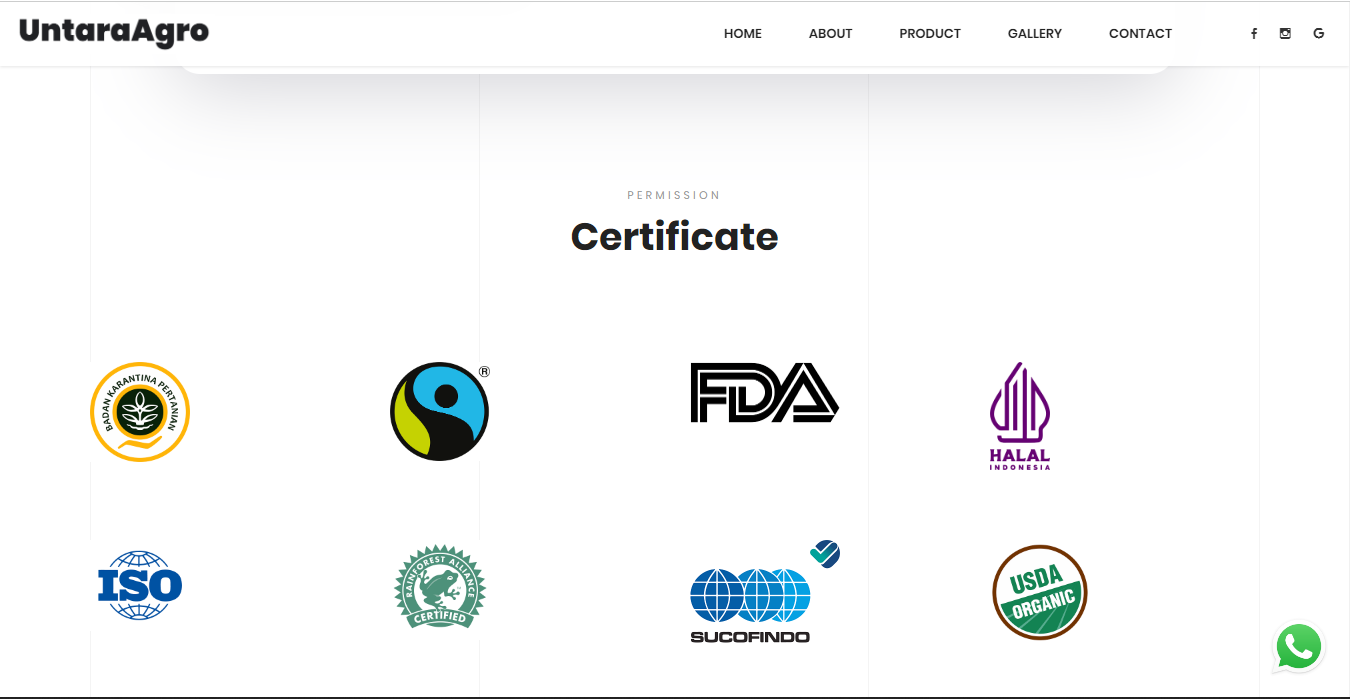 UntaraAgro
HOME ABOUT PRODUCT GALLERY CONTACT
PERMISSION
Certificate
BADAN KARANTINA PERTANIAN
®
FDA
HALAL
INDONESIA
ISO
RAINFOREST ALLIANCE
CERTIFIED
SUCOFINDO
USDA
ORGANIC